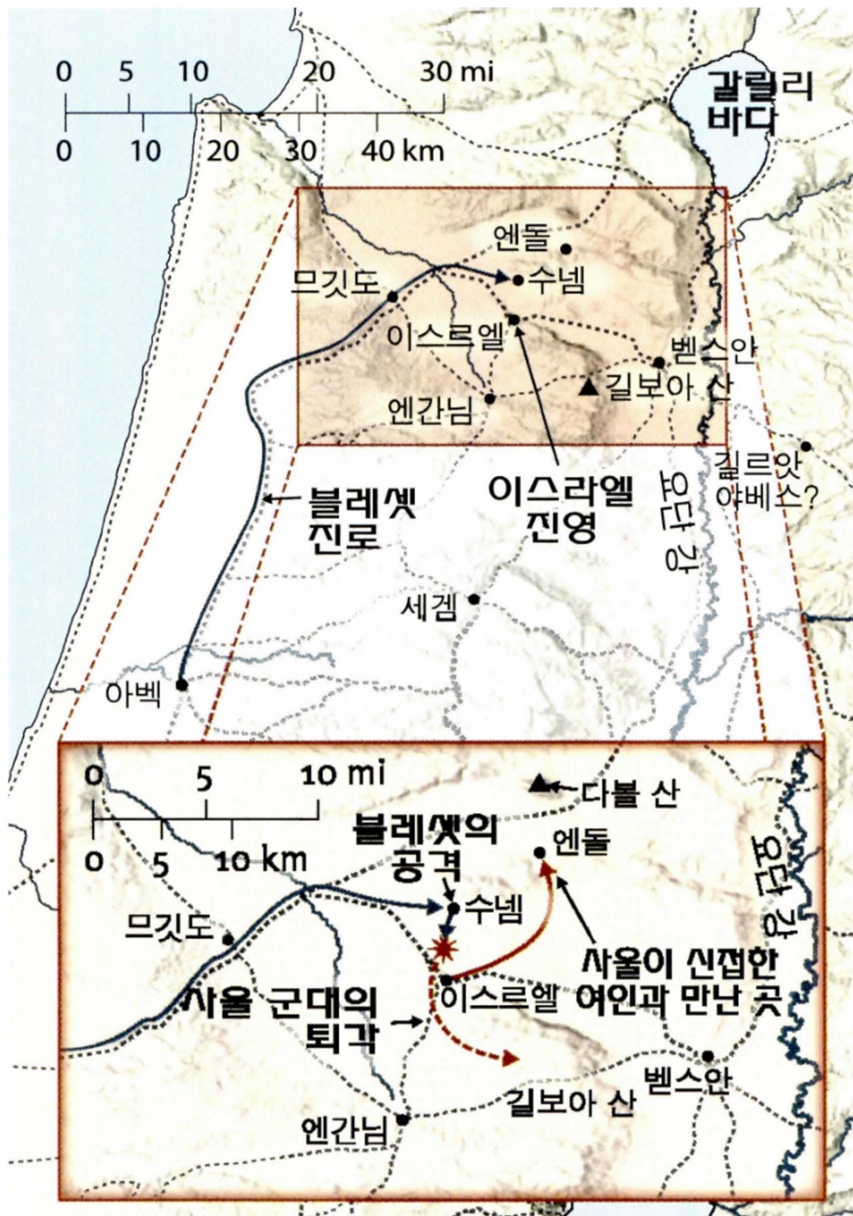 0 5 10 20 30 mi
0 10 20 30 40 km
갈릴리
바다
엔돌
수넴
므깃도
이스르엘
벧스안
길보아 산
엔간님
길르앗
야베스?
블레셋
진로
이스라엘
진영
요단 강
세겜
아벡
0 5 10 mi
0 5 10 km
다볼 산
블레셋의
공격
엔돌
수넴
므깃도
요단 강
사울이 신접한
여인과 만난 곳
이스르엘
사울 군대의
퇴각
벧스안
길보아 산
엔간님